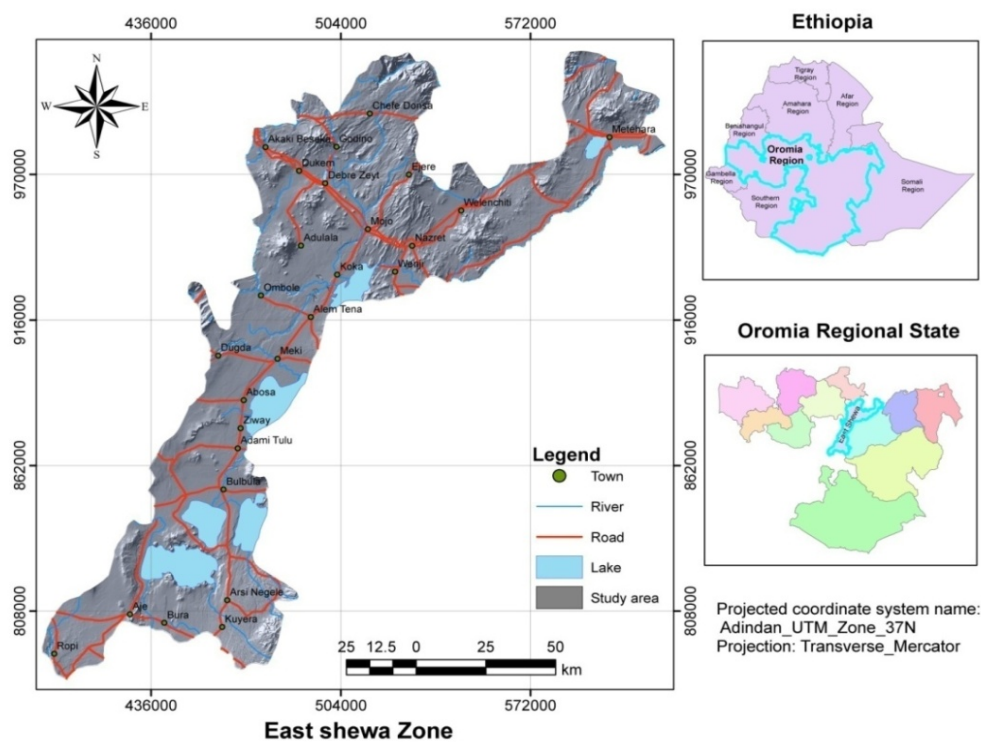 436000
504000
572000
N
W
E
S
970000
916000
862000
808000
Chefe Donsa
Akaki Beseka
Godino
Metehara
Dukem
Debre Zeyt
Ejere
Welenchiti
Mojo
Adulala
Nazret
Wenji
Koka
Ombole
Alem Tena
Dugda
Meki
Abosa
Ziway
Adami Tulu
Bulbula
Arsi Negele
Aje
Bura
Kuyera
Ropi
Legend
Town
River
Road
Lake
Study area
25 12.5 0 25 50
km
436000
504000
572000
East shewa Zone
970000
916000
862000
808000
Ethiopia
Tigray
Region
Afar
Region
Amahara
Region
Oromia
Region
Gambella
Region
Southern
Region
Somali
Region
Oromia Regional State
East Shewa
Projected coordinate system name:
Adindan_UTM_Zone_37N
Projection: Transverse_Mercator